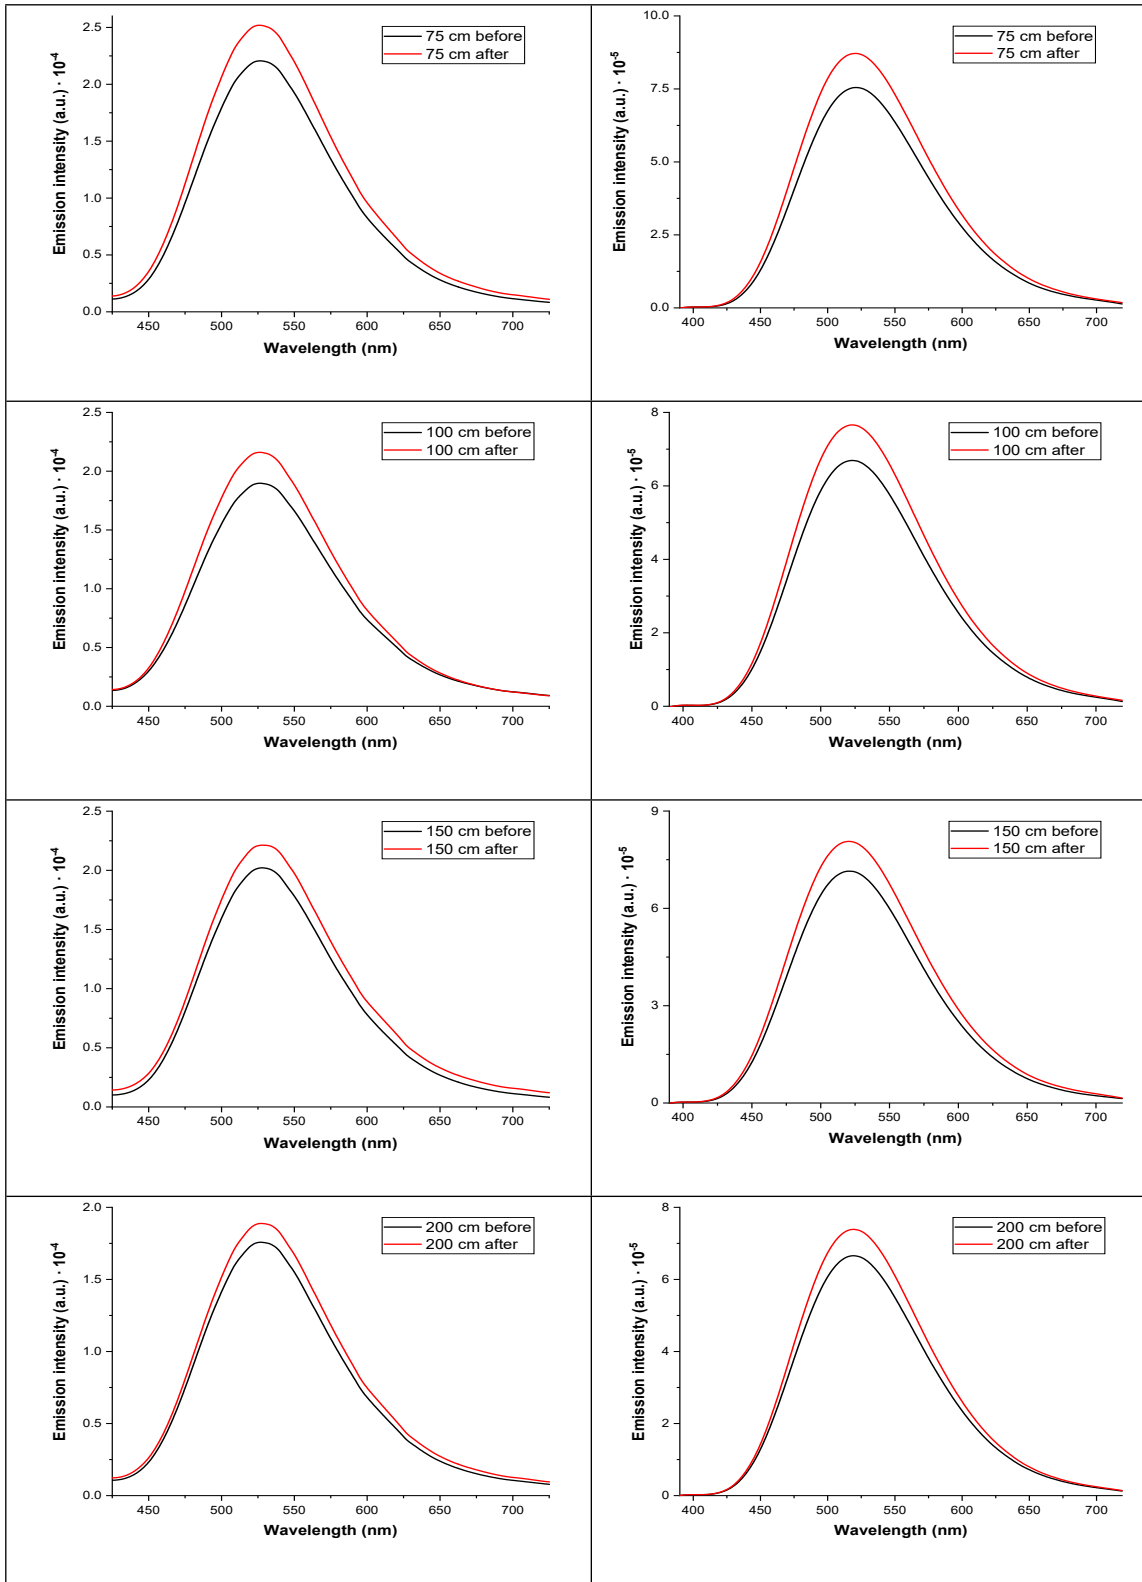 2.5
2.0
1.5
1.0
0.5
0.0
Emission intensity (a.u.) · 10⁻⁴
75 cm before
75 cm after
450 500 550 600 650 700
Wavelength (nm)
10.0
7.5
5.0
2.5
0.0
Emission intensity (a.u.) · 10⁻⁵
75 cm before
75 cm after
400 450 500 550 600 650 700
Wavelength (nm)
2.5
2.0
1.5
1.0
0.5
0.0
Emission intensity (a.u.) · 10⁻⁴
100 cm before
100 cm after
450 500 550 600 650 700
Wavelength (nm)
8
6
4
2
0
Emission intensity (a.u.) · 10⁻⁵
100 cm before
100 cm after
400 450 500 550 600 650 700
Wavelength (nm)
2.5
2.0
1.5
1.0
0.5
0.0
Emission intensity (a.u.) · 10⁻⁴
150 cm before
150 cm after
450 500 550 600 650 700
Wavelength (nm)
9
6
3
0
Emission intensity (a.u.) · 10⁻⁵
150 cm before
150 cm after
400 450 500 550 600 650 700
Wavelength (nm)
2.0
1.5
1.0
0.5
0.0
Emission intensity (a.u.) · 10⁻⁴
200 cm before
200 cm after
450 500 550 600 650 700
Wavelength (nm)
8
6
4
2
0
Emission intensity (a.u.) · 10⁻⁵
200 cm before
200 cm after
400 450 500 550 600 650 700
Wavelength (nm)